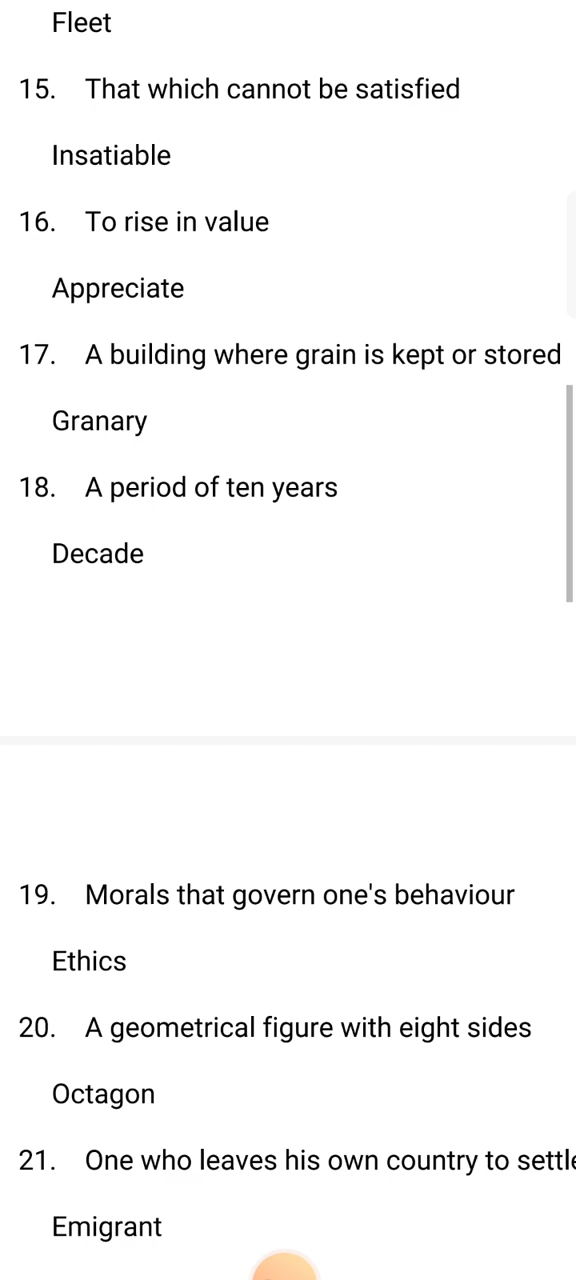 Fleet
15. That which cannot be satisfied
Insatiable
16. To rise in value
Appreciate
17. A building where grain is kept or stored
Granary
18. A period of ten years
Decade
19. Morals that govern one's behaviour
Ethics
20. A geometrical figure with eight sides
Octagon
21. One who leaves his own country to settle
Emigrant